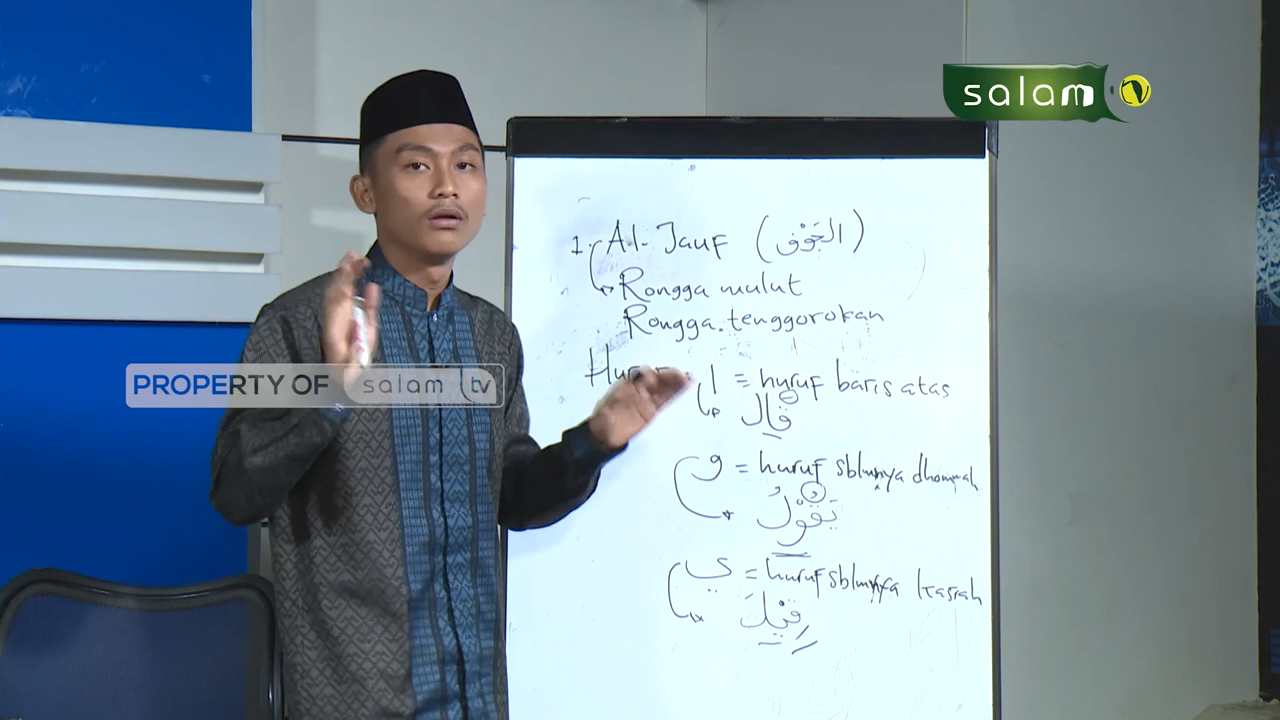 salam tv
1. Al-Jauf (الجَوْف)
Rongga mulut
Rongga tenggorokan
PROPERTY OF salam tv
ا = huruf baris atas
قَال
و = huruf sblmnya dhommah
يَقُوْلُ
ي = huruf sblmnya kasrah
قِيْلَ